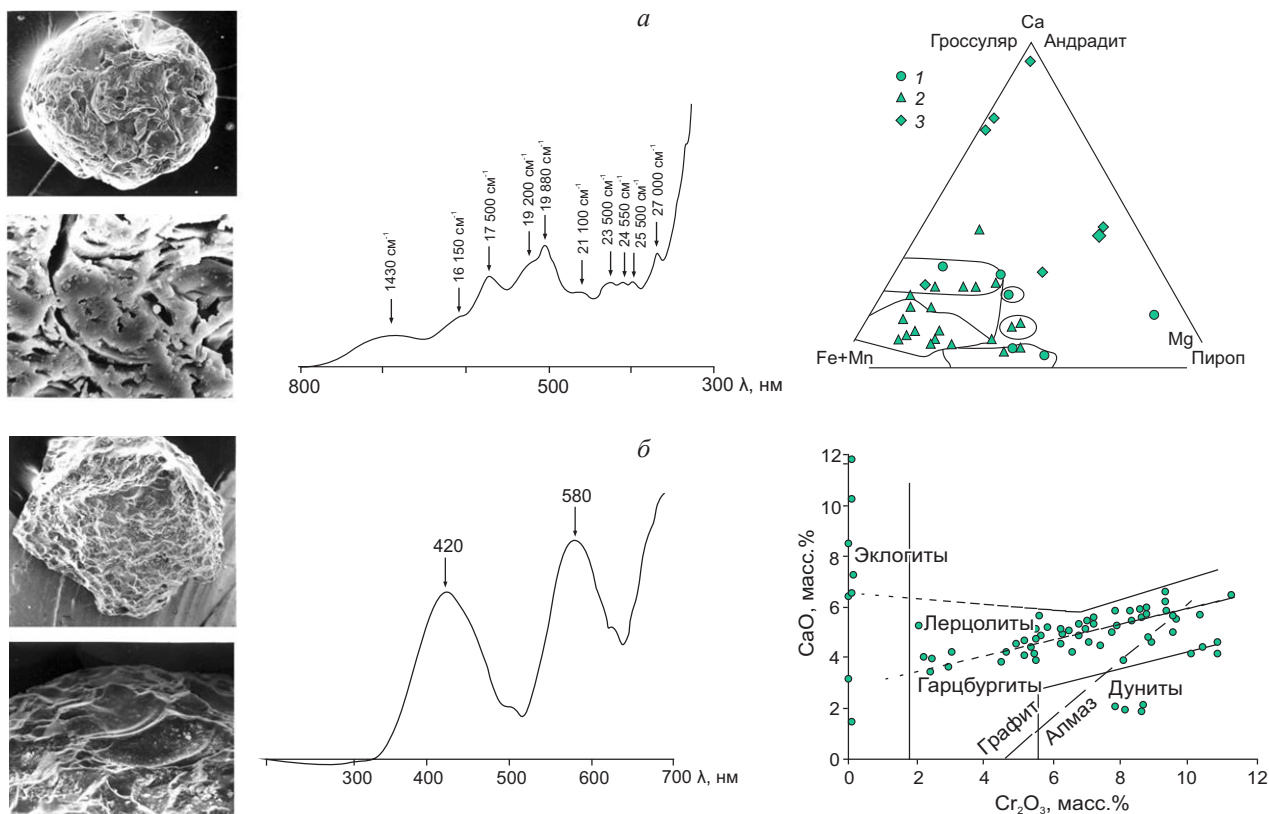 а
1430 см⁻¹
16 150 см⁻¹
17 500 см⁻¹
19 200 см⁻¹
19 880 см⁻¹
21 100 см⁻¹
23 500 см⁻¹
24 550 см⁻¹
25 500 см⁻¹
27 000 см⁻¹
800 500 300 λ, нм
Ca
Гроссуляр Андрадит
1
2
3
Fe+Mn
Mg
Пироп
б
420
580
300 400 500 600 700 λ, нм
CaO, масс.%
12
10
8
6
4
2
0
Эклогиты
Лерцолиты
Гарцбургиты
Дуниты
Графит
Алмаз
0 2 4 6 8 10 12
Cr₂O₃, масс.%